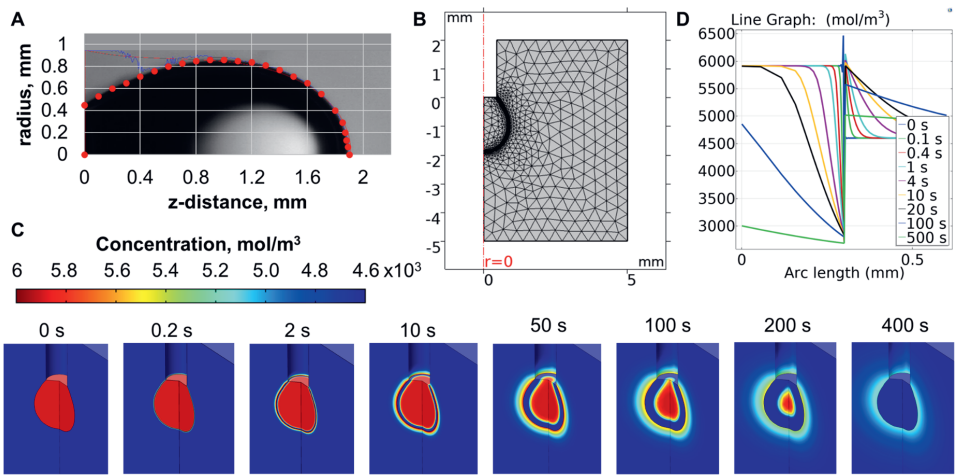 A
radius, mm
1
0.8
0.6
0.4
0.2
0
0 0.4 0.8 1.2 1.6 2
z-distance, mm
B
mm
2
1
0
-1
-2
-3
-4
-5
r=0
mm
0 5
D
Line Graph: (mol/m³)
6500
6000
5500
5000
4500
4000
3500
3000
0 s
0.1 s
0.4 s
1 s
4 s
10 s
20 s
100 s
500 s
0 0.5
Arc length (mm)
C
Concentration, mol/m³
6 5.8 5.6 5.4 5.2 5.0 4.8 4.6 x10³
0 s 0.2 s 2 s 10 s 50 s 100 s 200 s 400 s